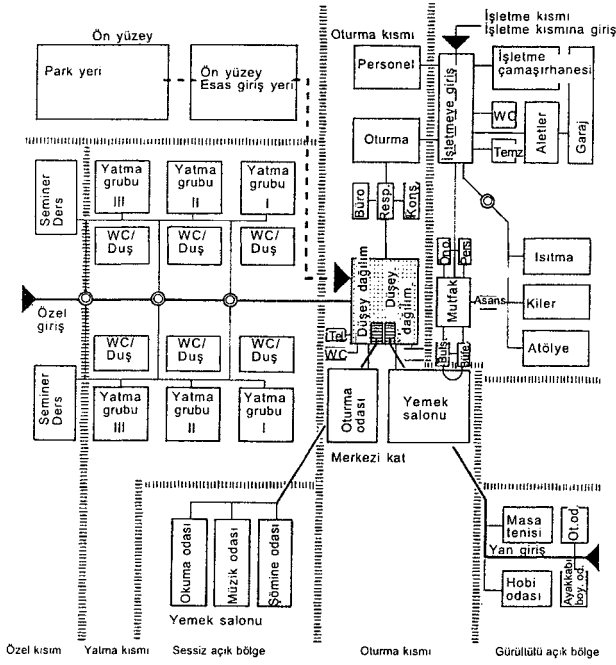 Ön yüzey
Park yeri
Ön yüzey
Esas giriş yeri
Oturma kısmı
Personel
Oturma
Büro
Resp.
Kons.
İşletme kısmı
İşletme kısmına giriş
İşletmeye giriş
İşletme
çamaşırhanesi
WC
Temz
Aletler
Garaj
Seminer
Ders
Yatma
grubu
III
Yatma
grubu
II
Yatma
grubu
I
WC/
Duş
WC/
Duş
WC/
Duş
Özel
giriş
Düşey dağılım
Düşey
dağılım
Mutfak
Pers
Asans
Isıtma
Kiler
Atölye
Tel
WC
Bulş
Büfe
WC/
Duş
WC/
Duş
WC/
Duş
Seminer
Ders
Yatma
grubu
III
Yatma
grubu
II
Yatma
grubu
I
Oturma
odası
Yemek
salonu
Merkezi kat
Okuma odası
Müzik odası
Şömine odası
Yemek salonu
Masa
tenisi
Ot.od.
Yan giriş
Hobi
odası
Ayakkabı
boy. od.
Özel kısım
Yatma kısmı
Sessiz açık bölge
Oturma kısmı
Gürültülü açık bölge